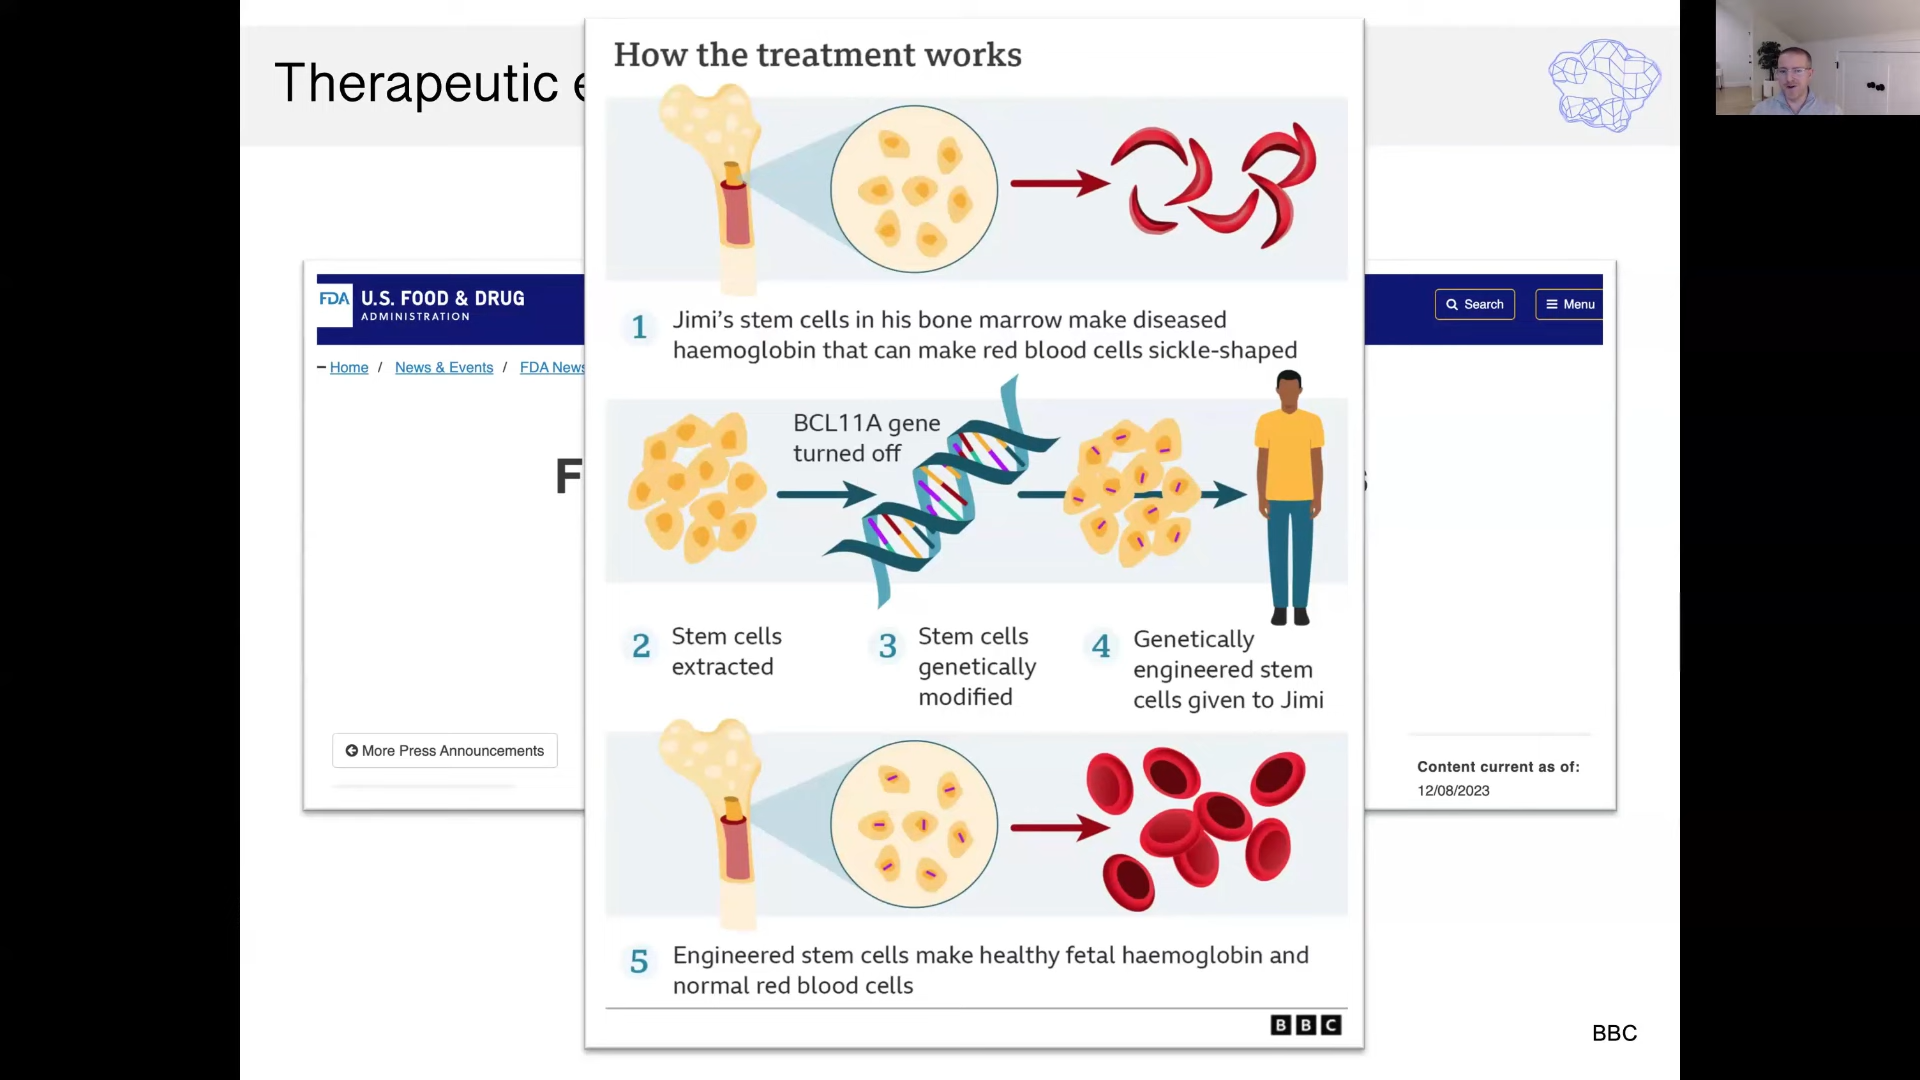 Therapeutic
How the treatment works
FDA
U.S. FOOD & DRUG
ADMINISTRATION
Search
Menu
Home / News & Events / FDA News
1
Jimi’s stem cells in his bone marrow make diseased
haemoglobin that can make red blood cells sickle-shaped
BCL11A gene
turned off
F
2
Stem cells
extracted
3
Stem cells
genetically
modified
4
Genetically
engineered stem
cells given to Jimi
More Press Announcements
Content current as of:
12/08/2023
5
Engineered stem cells make healthy fetal haemoglobin and
normal red blood cells
BBC
BBC